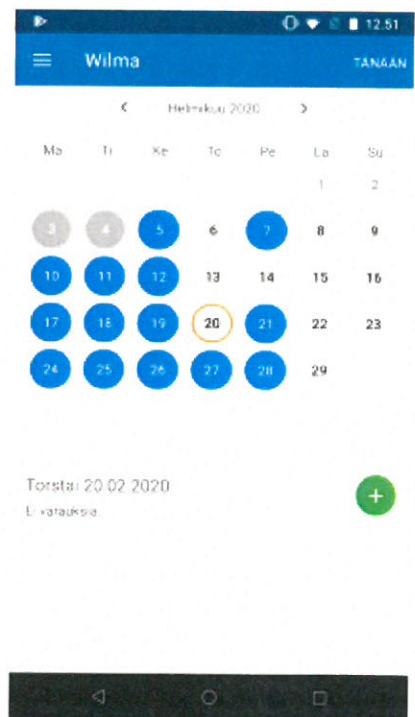 12.51
Wilma TÄNÄÄN
Helmikuu 2020
Ma Ti Ke To Pe La Su
1 2
3 4 5 6 7 8 9
10 11 12 13 14 15 16
17 18 19 20 21 22 23
24 25 26 27 28 29
Torstai 20.02.2020
Ei varauksia.
+